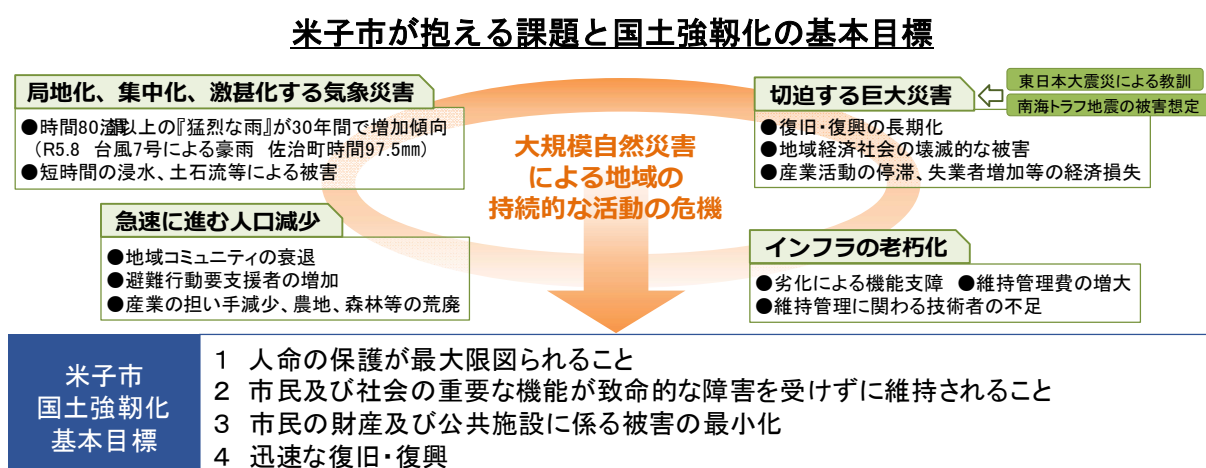 米子市が抱える課題と国土強靱化の基本目標
局地化、集中化、激甚化する気象災害
●時間80㍉以上の『猛烈な雨』が30年間で増加傾向
(R5.8 台風7号による豪雨 佐治町時間97.5㎜)
●短時間の浸水、土石流等による被害
切迫する巨大災害
東日本大震災による教訓
南海トラフ地震の被害想定
●復旧・復興の長期化
●地域経済社会の壊滅的な被害
●産業活動の停滞、失業者増加等の経済損失
大規模自然災害
による地域の
持続的な活動の危機
急速に進む人口減少
●地域コミュニティの衰退
●避難行動要支援者の増加
●産業の担い手減少、農地、森林等の荒廃
インフラの老朽化
●劣化による機能支障 ●維持管理費の増大
●維持管理に関わる技術者の不足
米子市
国土強靱化
基本目標
1 人命の保護が最大限図られること
2 市民及び社会の重要な機能が致命的な障害を受けずに維持されること
3 市民の財産及び公共施設に係る被害の最小化
4 迅速な復旧・復興